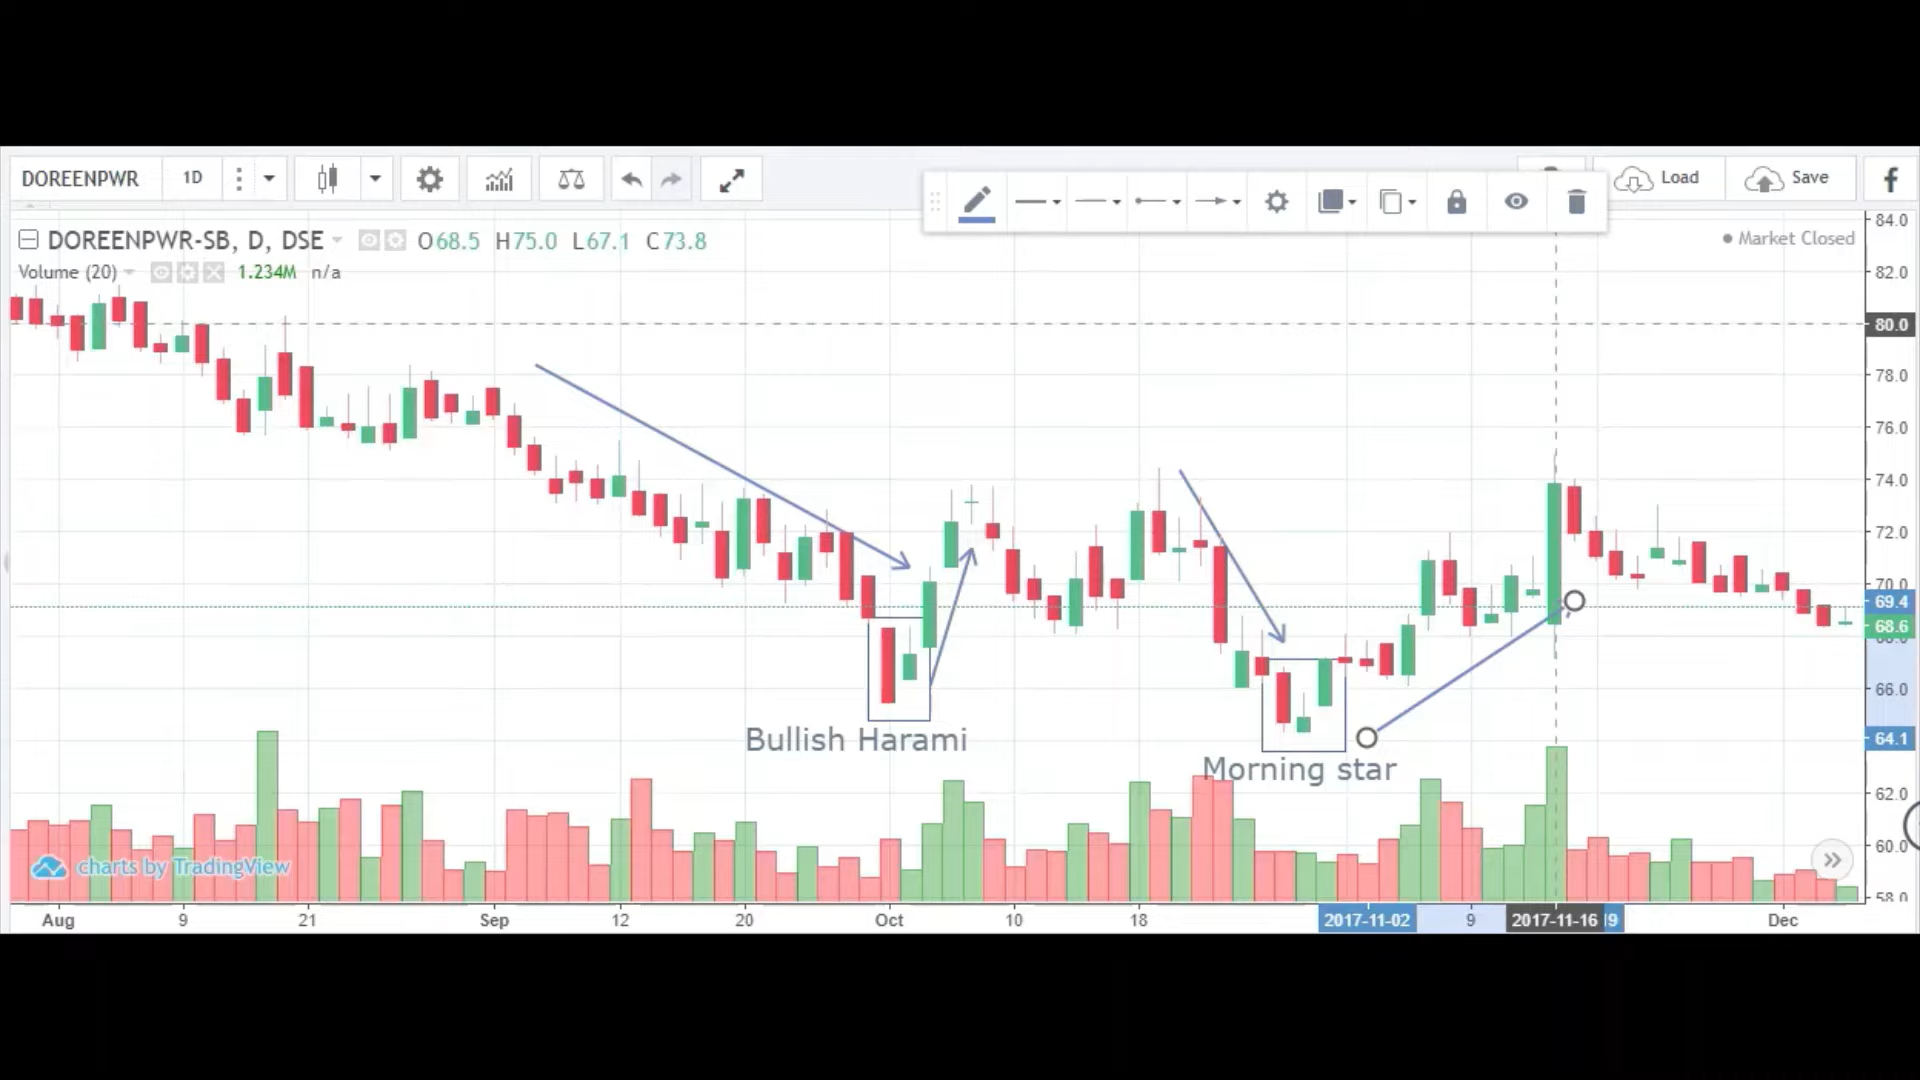 DOREENPWR 1D Load Save
DOREENPWR-SB, D, DSE O68.5 H75.0 L67.1 C73.8
Market Closed
Volume (20) 1.234M n/a
84.0
82.0
80.0
78.0
76.0
74.0
72.0
70.0
69.4
68.6
66.0
64.1
62.0
60.0
58.0
Bullish Harami
Morning star
charts by TradingView
Aug 9 21 Sep 12 20 Oct 10 18 2017-11-02 9 2017-11-16 Dec